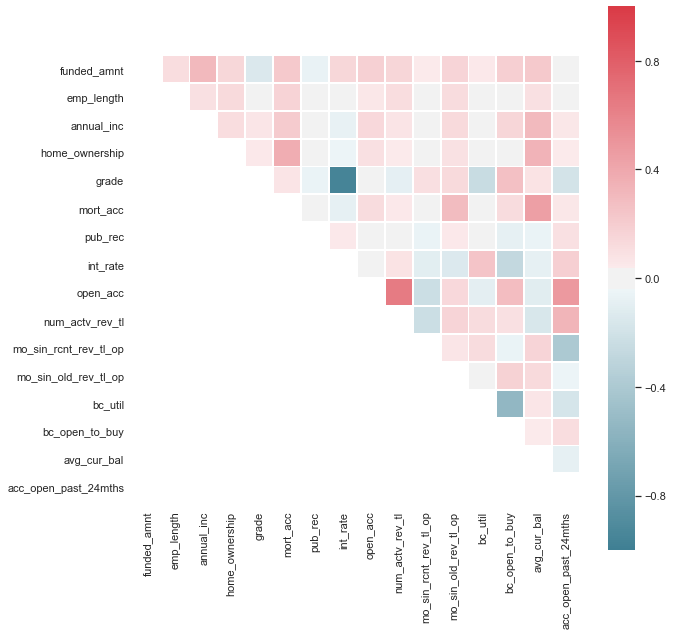 funded_amnt
emp_length
annual_inc
home_ownership
grade
mort_acc
pub_rec
int_rate
open_acc
num_actv_rev_tl
mo_sin_rcnt_rev_tl_op
mo_sin_old_rev_tl_op
bc_util
bc_open_to_buy
avg_cur_bal
acc_open_past_24mths
funded_amnt
emp_length
annual_inc
home_ownership
grade
mort_acc
pub_rec
int_rate
open_acc
num_actv_rev_tl
mo_sin_rcnt_rev_tl_op
mo_sin_old_rev_tl_op
bc_util
bc_open_to_buy
avg_cur_bal
acc_open_past_24mths
0.8
0.4
0.0
−0.4
−0.8